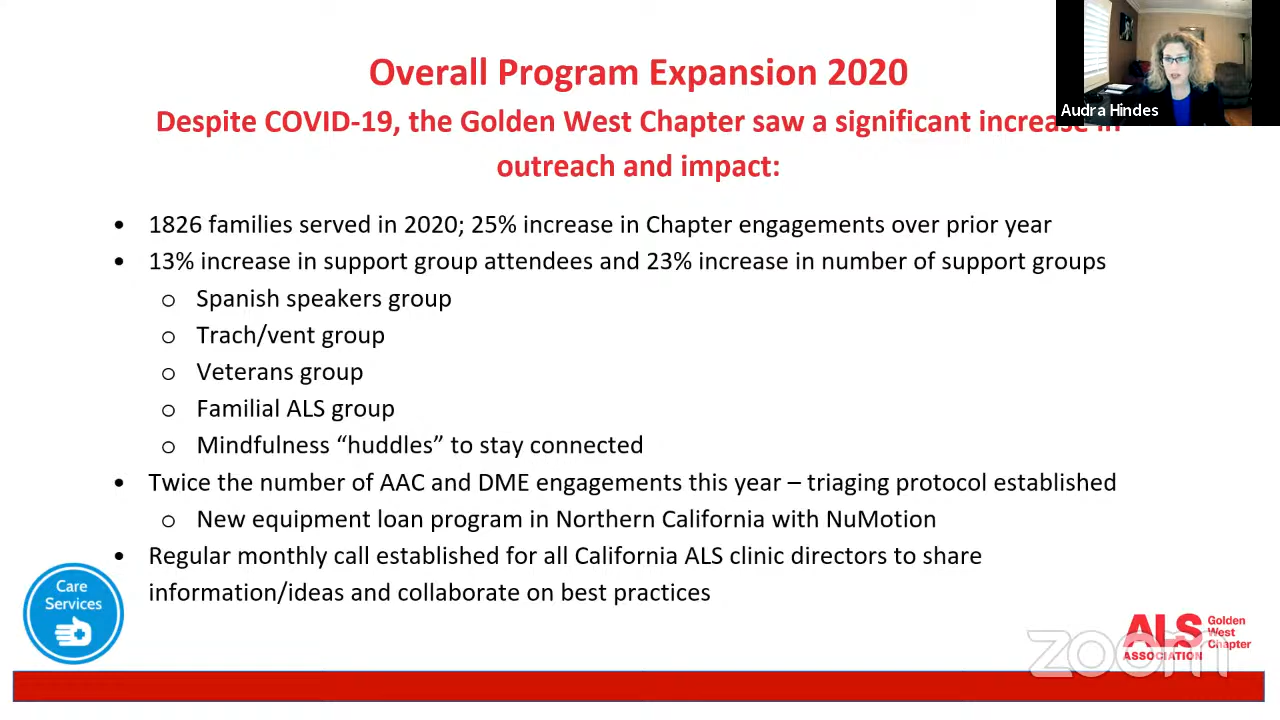 Overall Program Expansion 2020
Despite COVID-19, the Golden West Chapter saw a significant increase in
outreach and impact:
Audra Hindes
• 1826 families served in 2020; 25% increase in Chapter engagements over prior year
• 13% increase in support group attendees and 23% increase in number of support groups
o Spanish speakers group
o Trach/vent group
o Veterans group
o Familial ALS group
o Mindfulness “huddles” to stay connected
• Twice the number of AAC and DME engagements this year – triaging protocol established
o New equipment loan program in Northern California with NuMotion
• Regular monthly call established for all California ALS clinic directors to share
information/ideas and collaborate on best practices
Care
Services
ALS
ASSOCIATION
Golden
West
Chapter
zoom